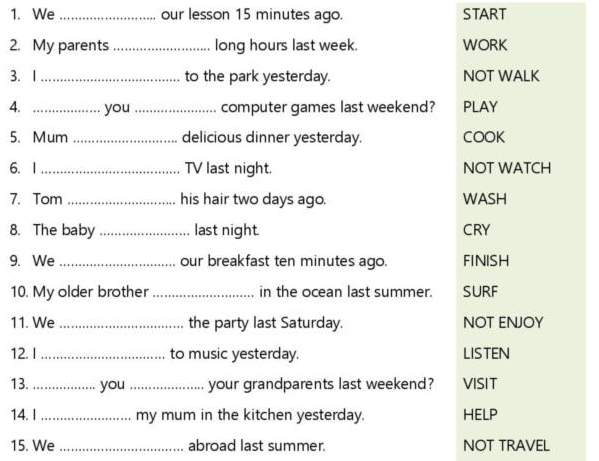 1. We ......................... our lesson 15 minutes ago. START
2. My parents ......................... long hours last week. WORK
3. I .................................... to the park yesterday. NOT WALK
4. .................. you ..................... computer games last weekend? PLAY
5. Mum ........................... delicious dinner yesterday. COOK
6. I .................................... TV last night. NOT WATCH
7. Tom ............................ his hair two days ago. WASH
8. The baby ....................... last night. CRY
9. We .............................. our breakfast ten minutes ago. FINISH
10. My older brother .......................... in the ocean last summer. SURF
11. We ................................ the party last Saturday. NOT ENJOY
12. I ................................ to music yesterday. LISTEN
13. ................ you ................... your grandparents last weekend? VISIT
14. I ....................... my mum in the kitchen yesterday. HELP
15. We ................................ abroad last summer. NOT TRAVEL